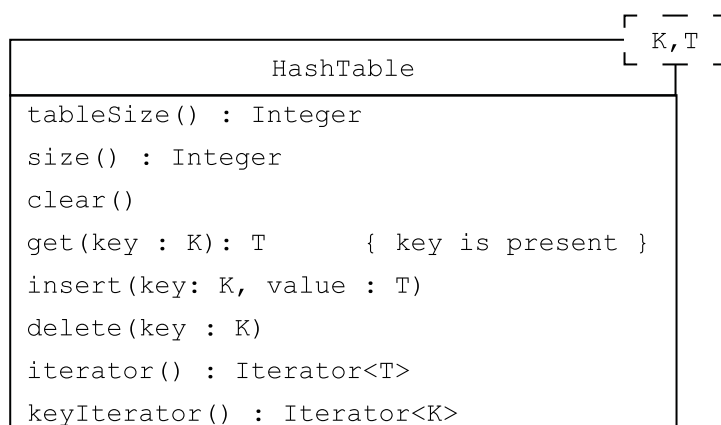 K,T
HashTable
tableSize() : Integer
size() : Integer
clear()
get(key : K): T { key is present }
insert(key: K, value : T)
delete(key : K)
iterator() : Iterator<T>
keyIterator() : Iterator<K>